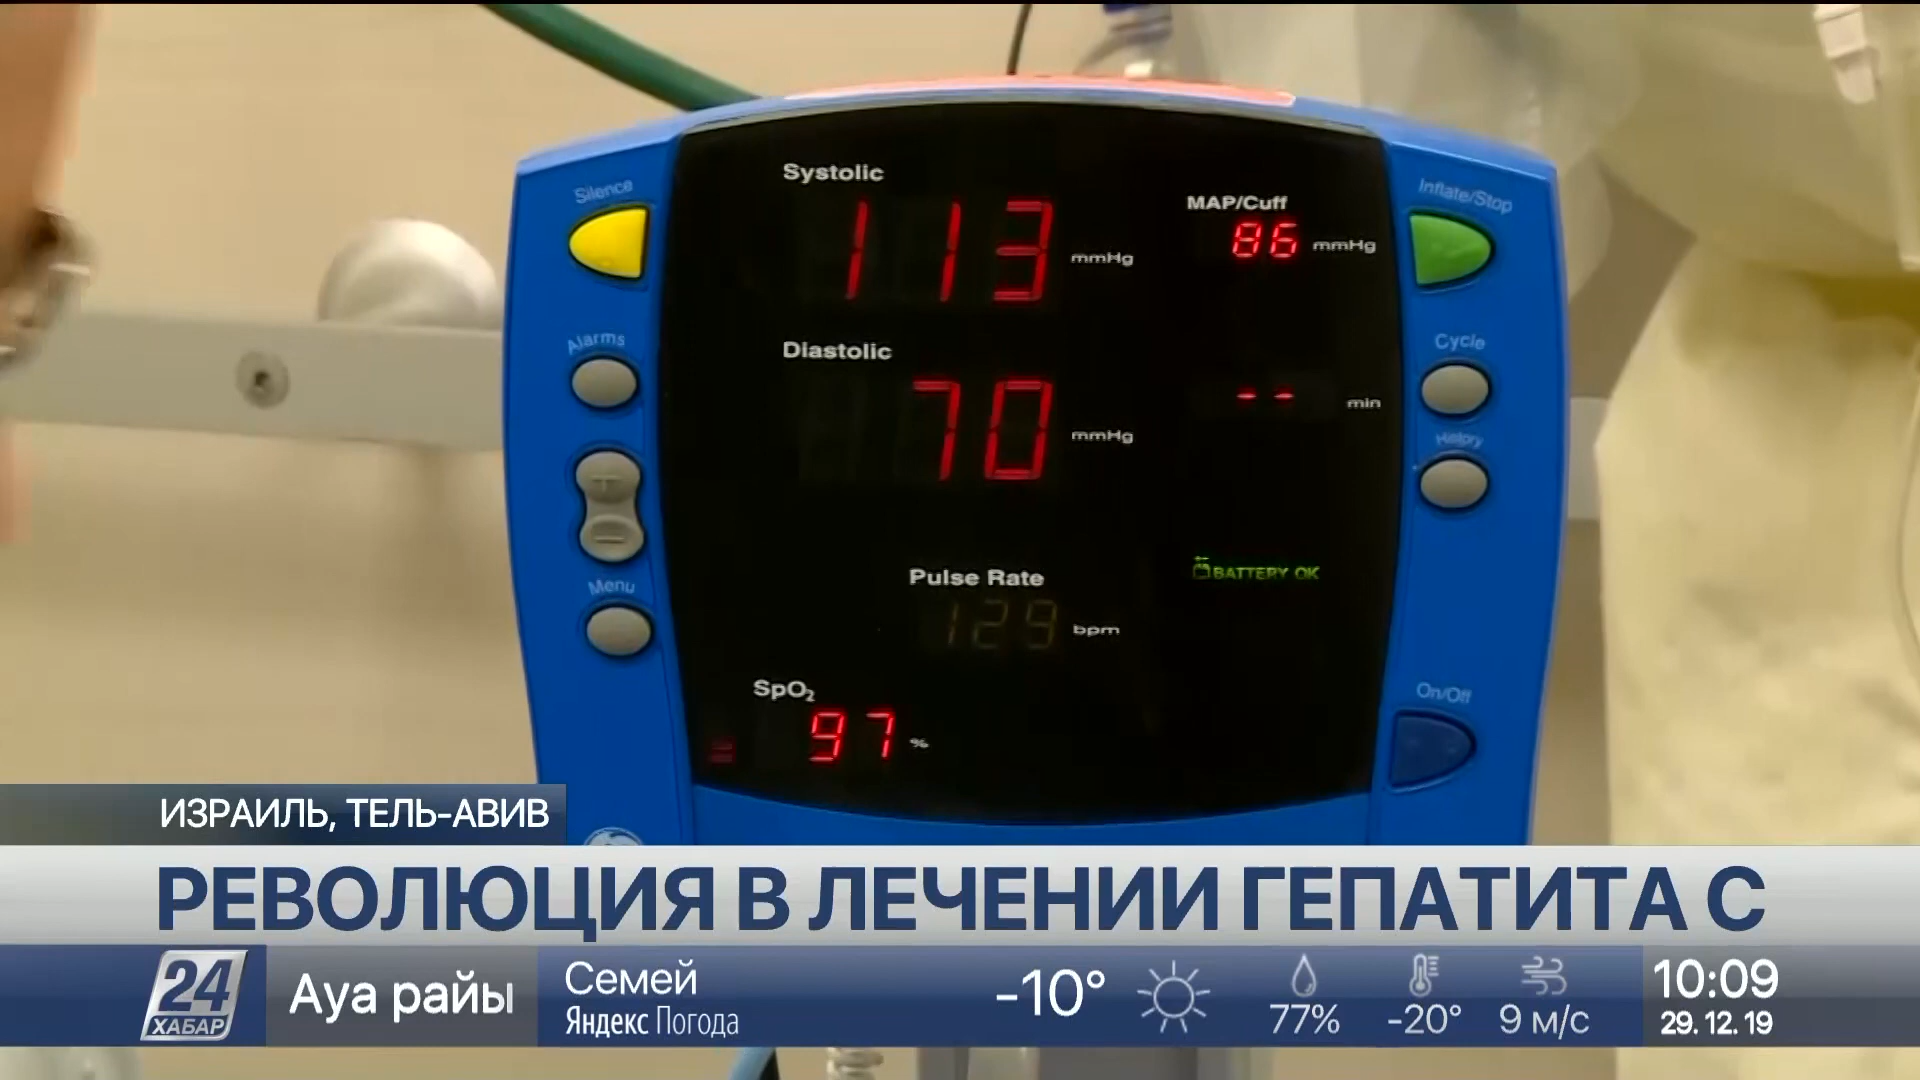 Systolic
Silence
113 mmHg
MAP/Cuff
86 mmHg
Inflate/Stop
Alarms
Diastolic
70 mmHg
Cycle
-- min
History
+
-
Menu
Pulse Rate
129 bpm
BATTERY OK
SpO₂
97 %
On/Off
ИЗРАИЛЬ, ТЕЛЬ-АВИВ
РЕВОЛЮЦИЯ В ЛЕЧЕНИИ ГЕПАТИТА С
24 ХАБАР
Ауа райы
Семей
Яндекс Погода
-10°
77%
-20°
9 м/с
10:09
29. 12. 19